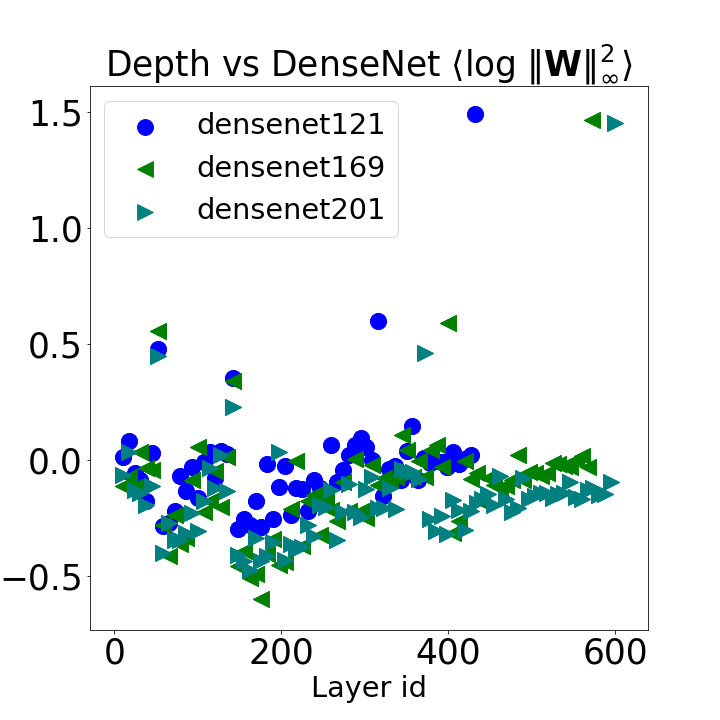 Depth vs DenseNet ⟨log ‖W‖²∞⟩
densenet121
densenet169
densenet201
1.5
1.0
0.5
0.0
−0.5
0 200 400 600
Layer id